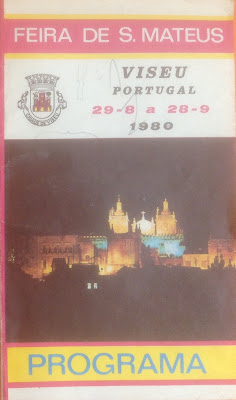 FEIRA DE S. MATEUS
VISEU
PORTUGAL
29-8 a 28-9
1980
PROGRAMA